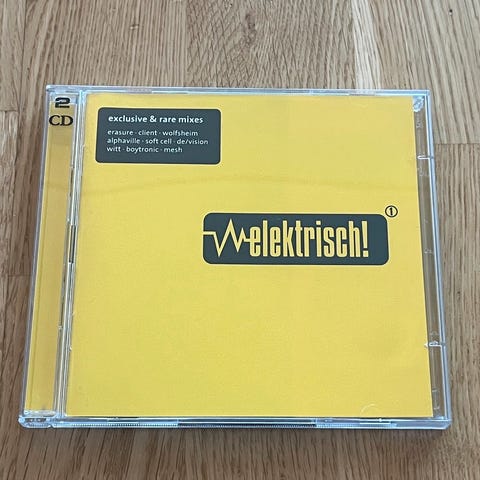 2
CD
exclusive & rare mixes
erasure · client · wolfsheim
alphaville · soft cell · de/vision
witt · boytronic · mesh
elektrisch!
1